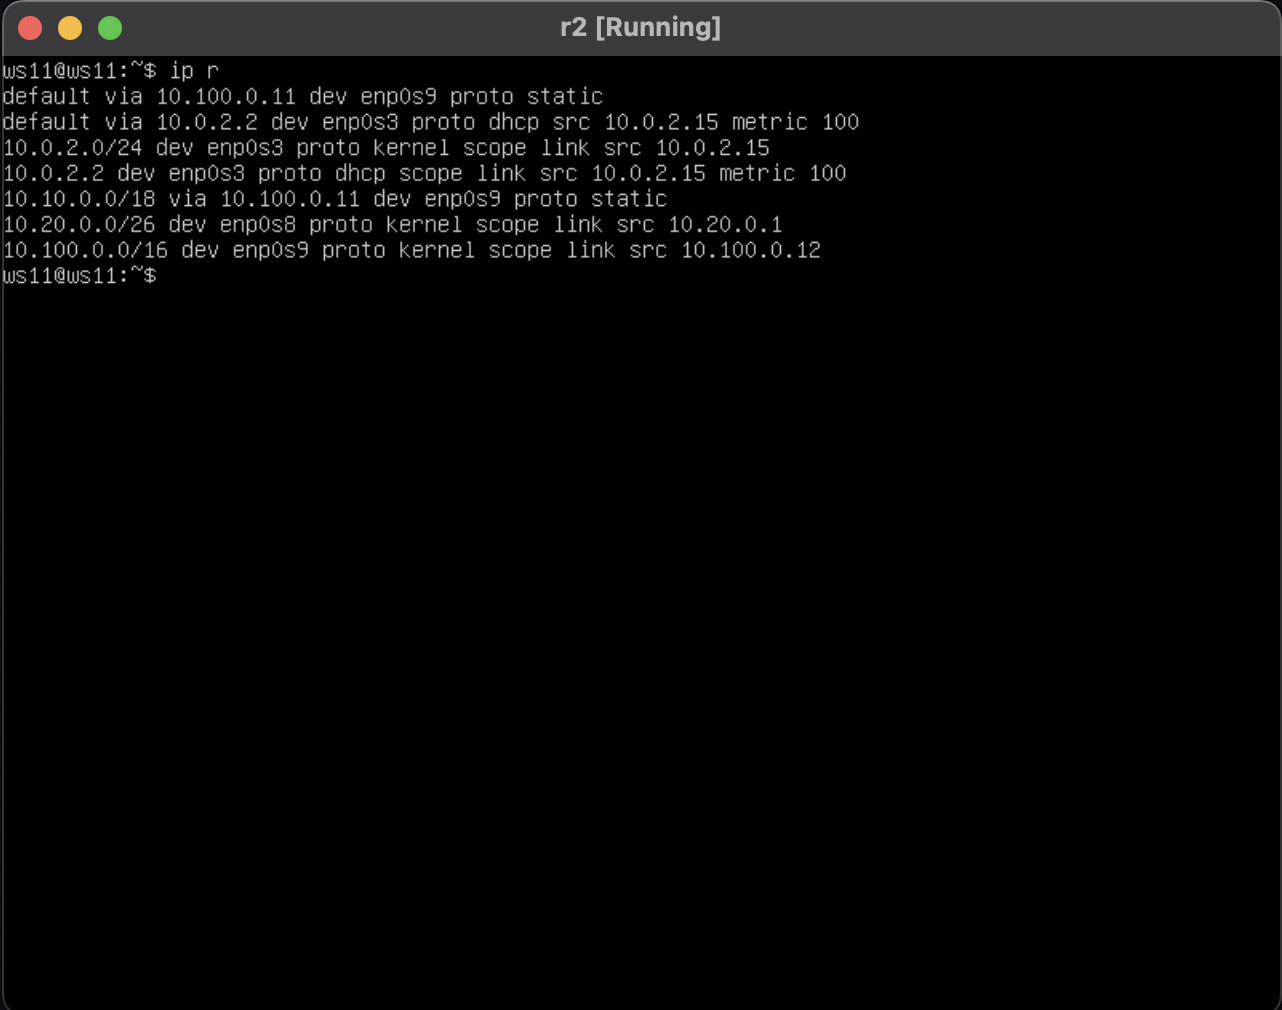 r2 [Running]
ws11@ws11:~$ ip r
default via 10.100.0.11 dev enp0s9 proto static
default via 10.0.2.2 dev enp0s3 proto dhcp src 10.0.2.15 metric 100
10.0.2.0/24 dev enp0s3 proto kernel scope link src 10.0.2.15
10.0.2.2 dev enp0s3 proto dhcp scope link src 10.0.2.15 metric 100
10.10.0.0/18 via 10.100.0.11 dev enp0s9 proto static
10.20.0.0/26 dev enp0s8 proto kernel scope link src 10.20.0.1
10.100.0.0/16 dev enp0s9 proto kernel scope link src 10.100.0.12
ws11@ws11:~$